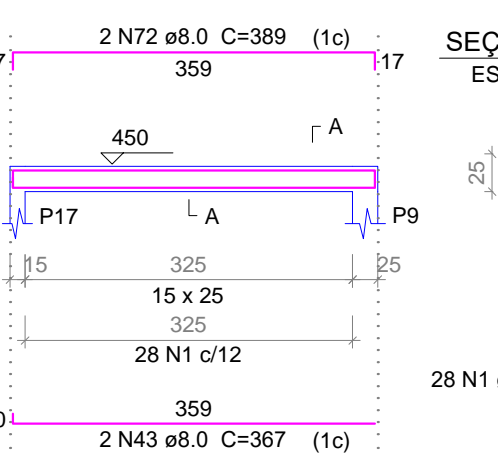 2 N72 ø8.0 C=389 (1c)
359
17
SEÇ
ES
A
450
25
P17
A
P9
15
325
25
15 x 25
325
28 N1 c/12
28 N1
359
2 N43 ø8.0 C=367 (1c)